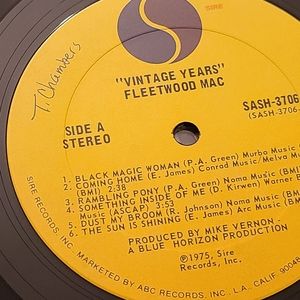 SIRE
T. Chambers
"VINTAGE YEARS"
FLEETWOOD MAC
SIDE A
STEREO
SASH-3706
(SASH-3706-
1. BLACK MAGIC WOMAN (P.A. Green) Murbo Music
2. COMING HOME (E. James) Conrad Music/Melva
(BMI) 2:38
3. RAMBLING PONY (P.A. Green) Noma Music (BMI)
4. SOMETHING INSIDE OF ME (D. Kirwen) Warner B
Music (ASCAP) 3:53
5. DUST MY BROOM (R. Johnson) Noma Music (BMI)
6. THE SUN IS SHINING (E. James) Arc Music (BM
PRODUCED BY MIKE VERNON
A BLUE HORIZON PRODUCTION
©1975, Sire
Records, Inc.
SIRE RECORDS, INC. MARKETED BY ABC RECORDS, INC. L.A. CALIF. 90048